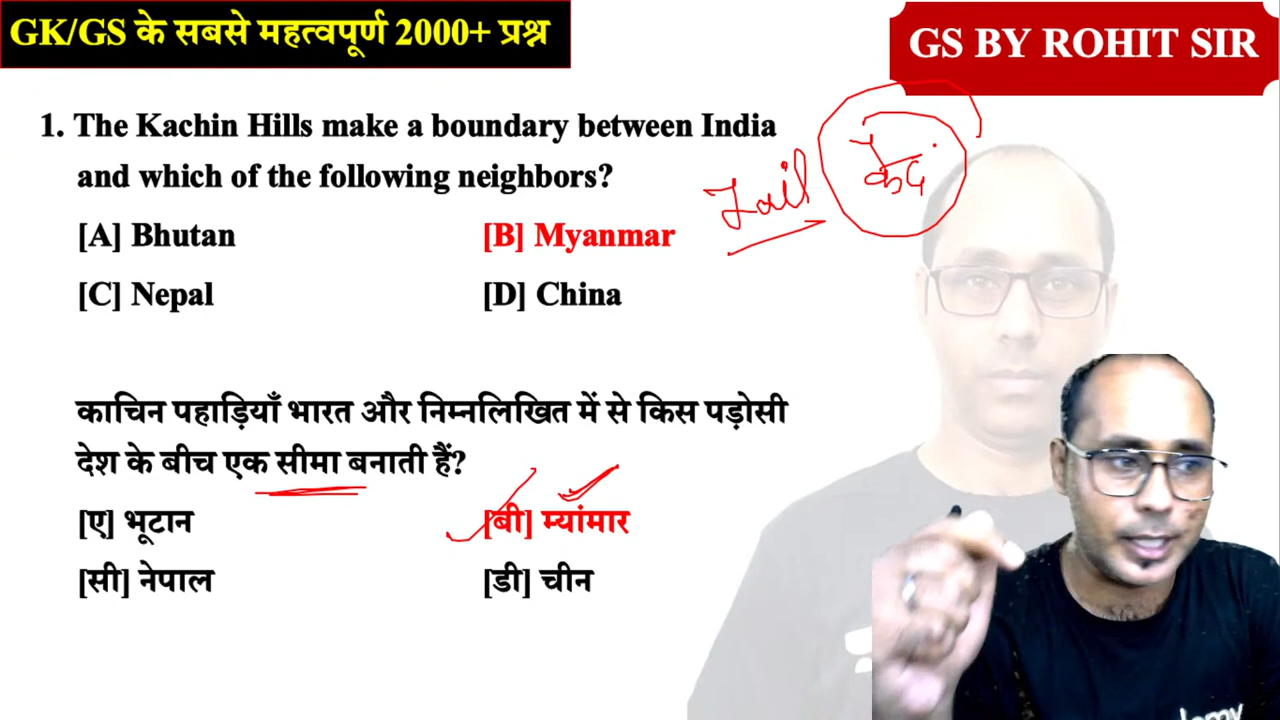 GK/GS के सबसे महत्वपूर्ण 2000+ प्रश्न
GS BY ROHIT SIR
1. The Kachin Hills make a boundary between India
and which of the following neighbors?
[A] Bhutan
[B] Myanmar
[C] Nepal
[D] China
Jail
कैद
काचिन पहाड़ियाँ भारत और निम्नलिखित में से किस पड़ोसी
देश के बीच एक सीमा बनाती हैं?
[ए] भूटान
[बी] म्यांमार
[सी] नेपाल
[डी] चीन